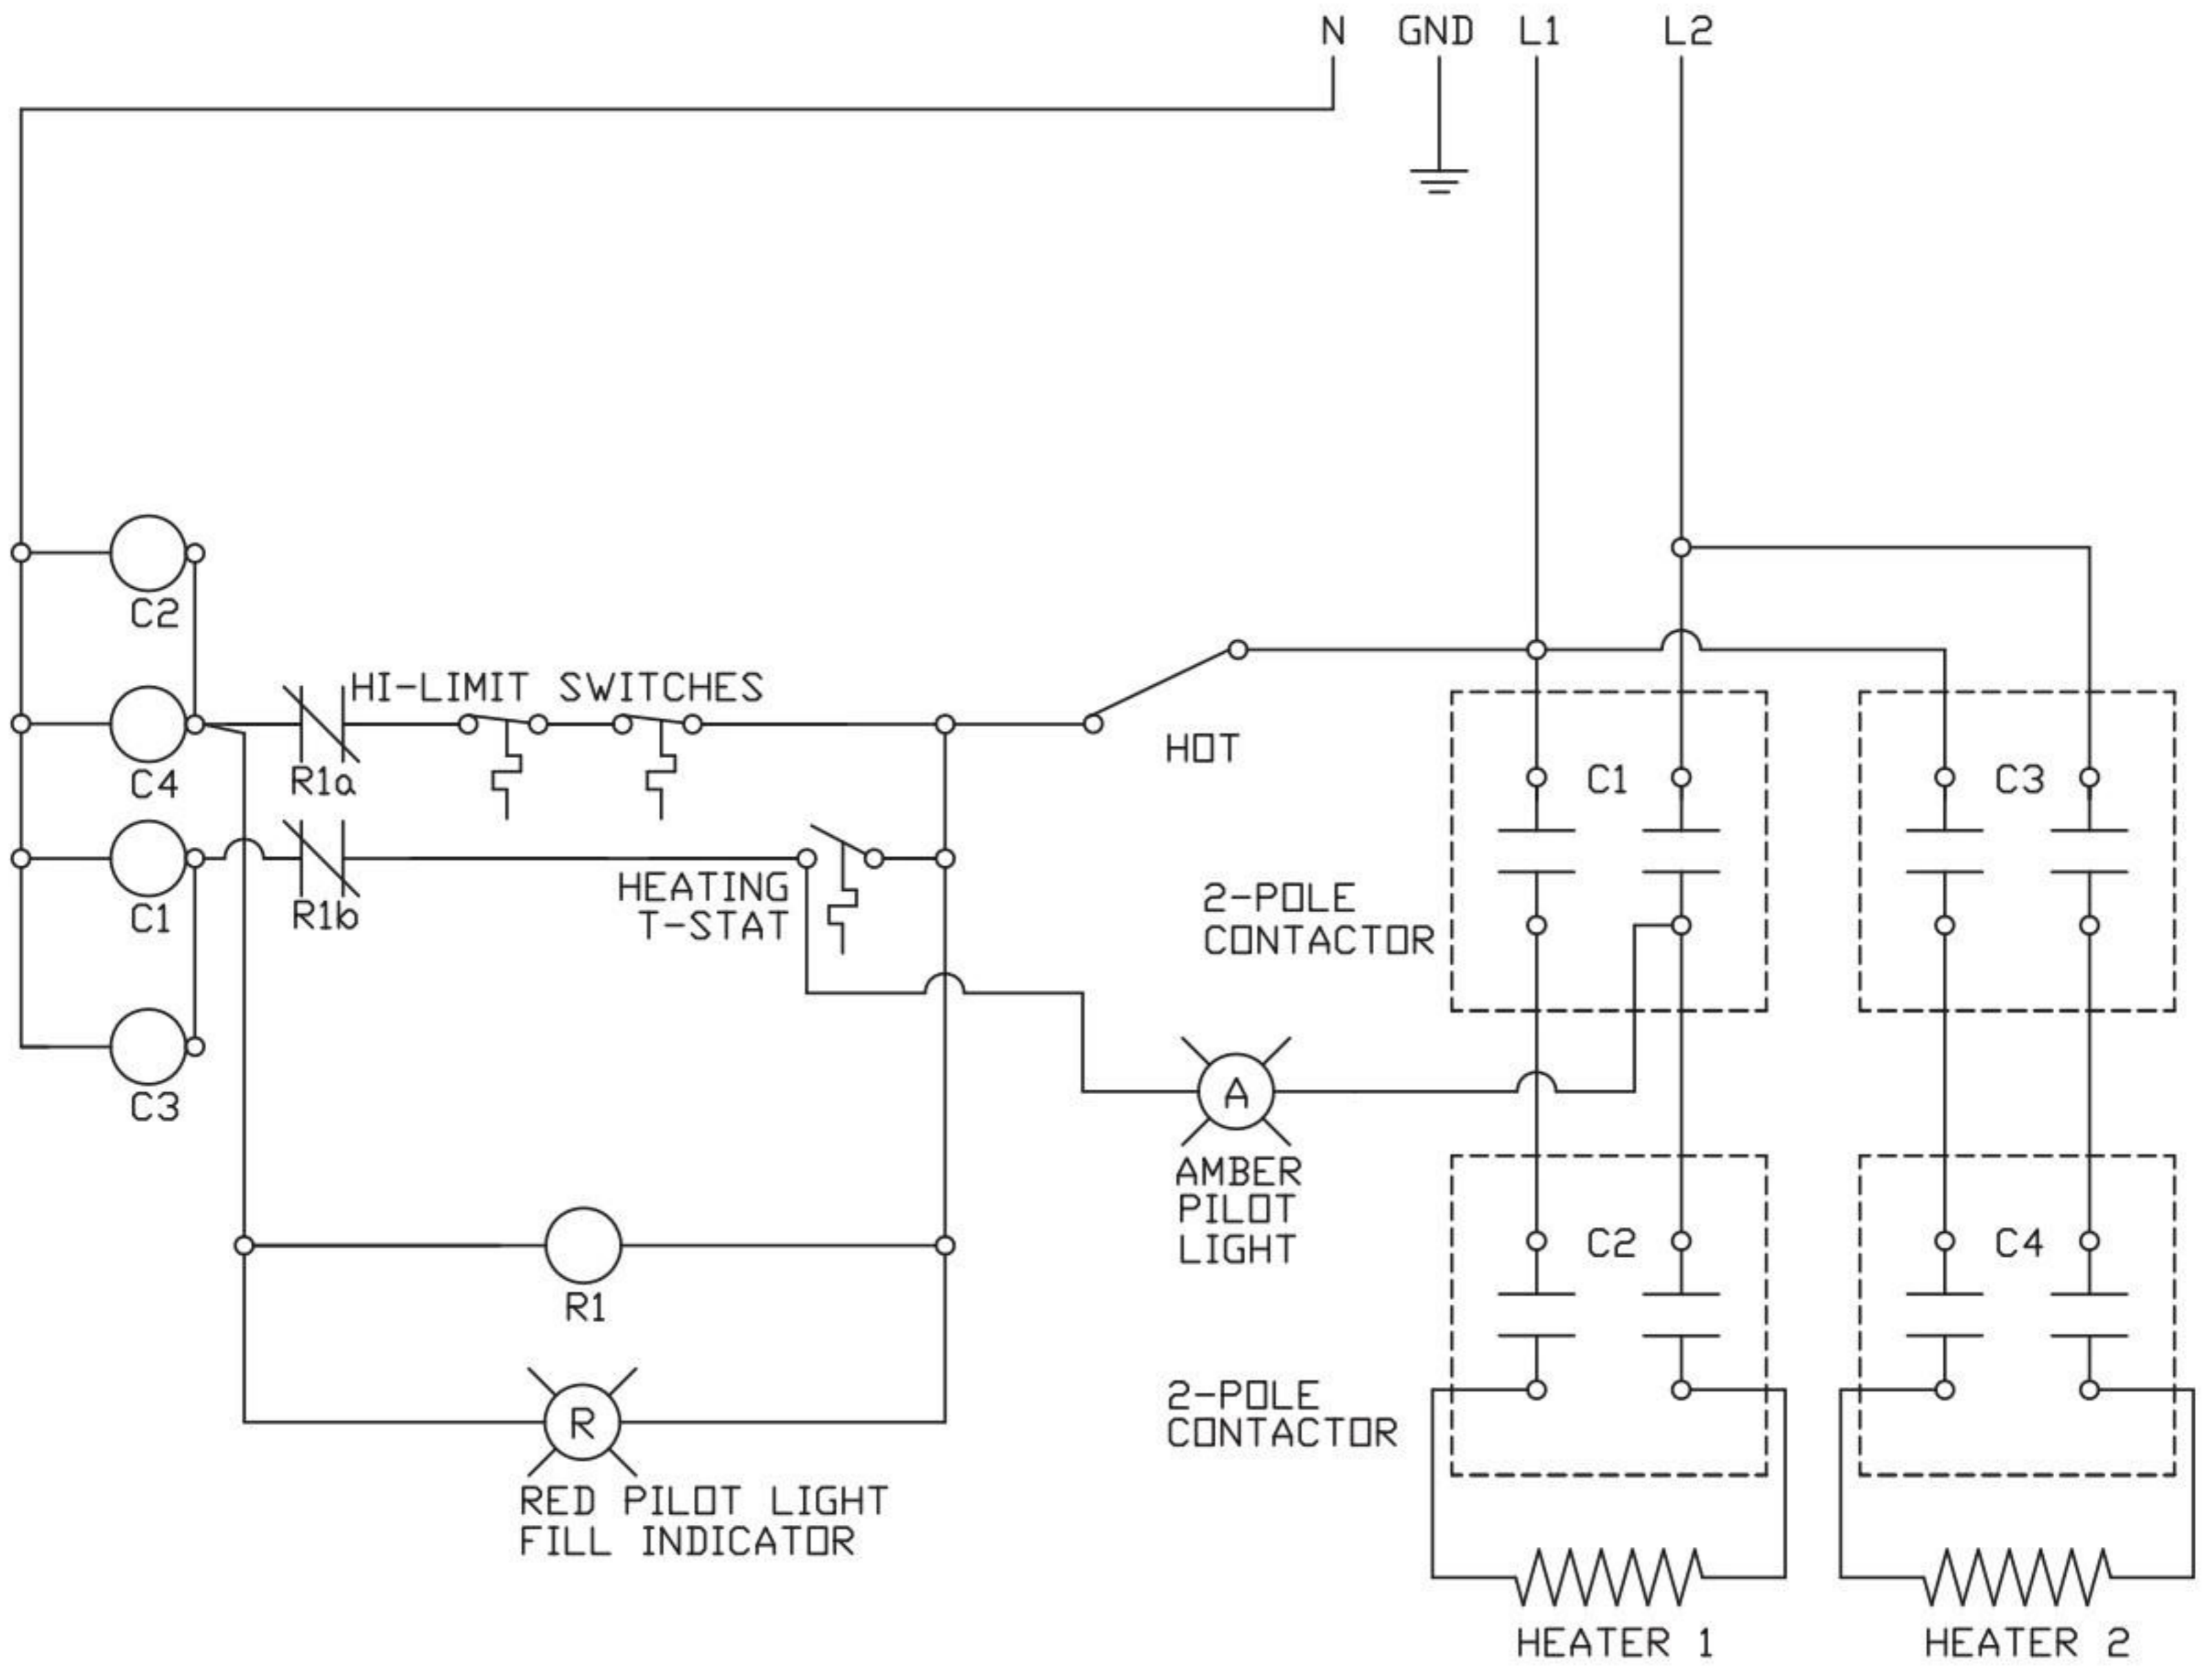 N GND L1 L2
C2
HI-LIMIT SWITCHES
C4
R1a
HOT
C1
C3
HEATING
T-STAT
C1
R1b
2-POLE
CONTACTOR
C3
A
AMBER
PILOT
LIGHT
R1
C2
C4
R
RED PILOT LIGHT
FILL INDICATOR
2-POLE
CONTACTOR
HEATER 1
HEATER 2